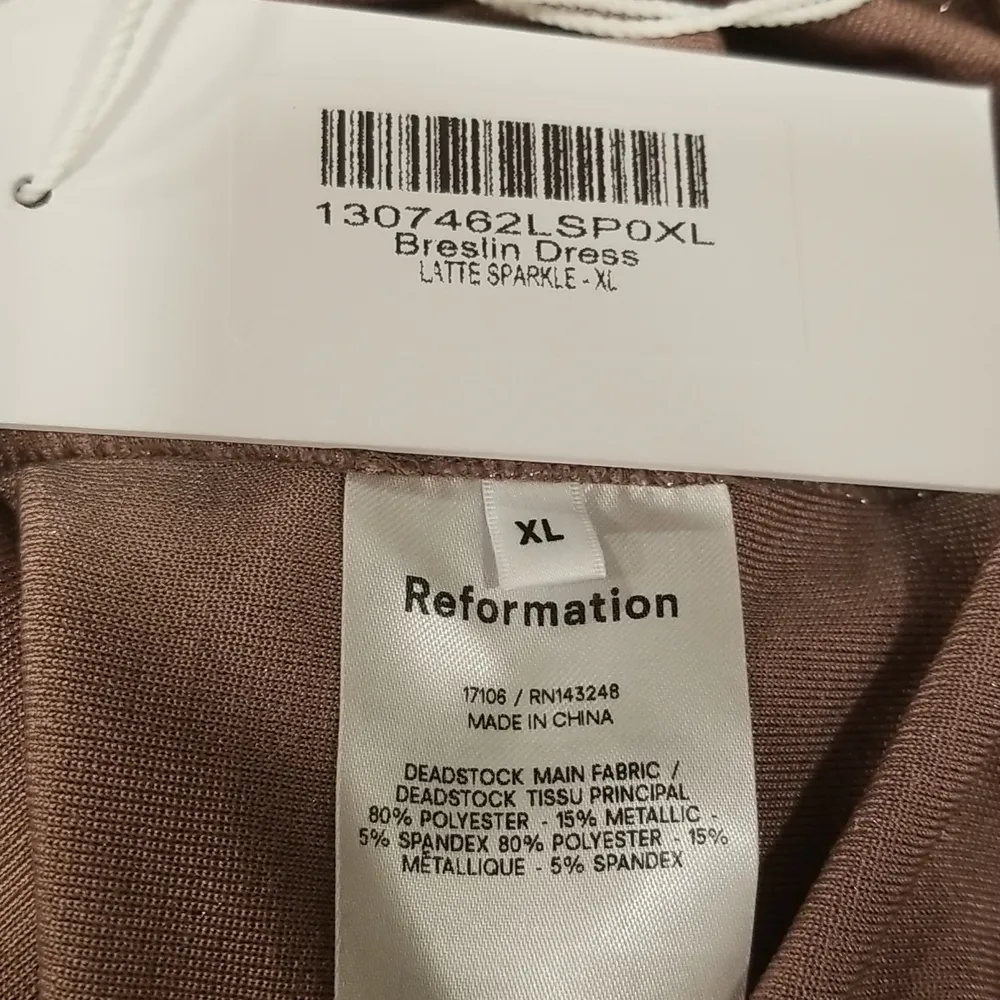 1307462LSP0XL
Breslin Dress
LATTE SPARKLE - XL
XL
Reformation
17106 / RN143248
MADE IN CHINA
DEADSTOCK MAIN FABRIC /
DEADSTOCK TISSU PRINCIPAL
80% POLYESTER - 15% METALLIC -
5% SPANDEX 80% POLYESTER - 15%
MÉTALLIQUE - 5% SPANDEX